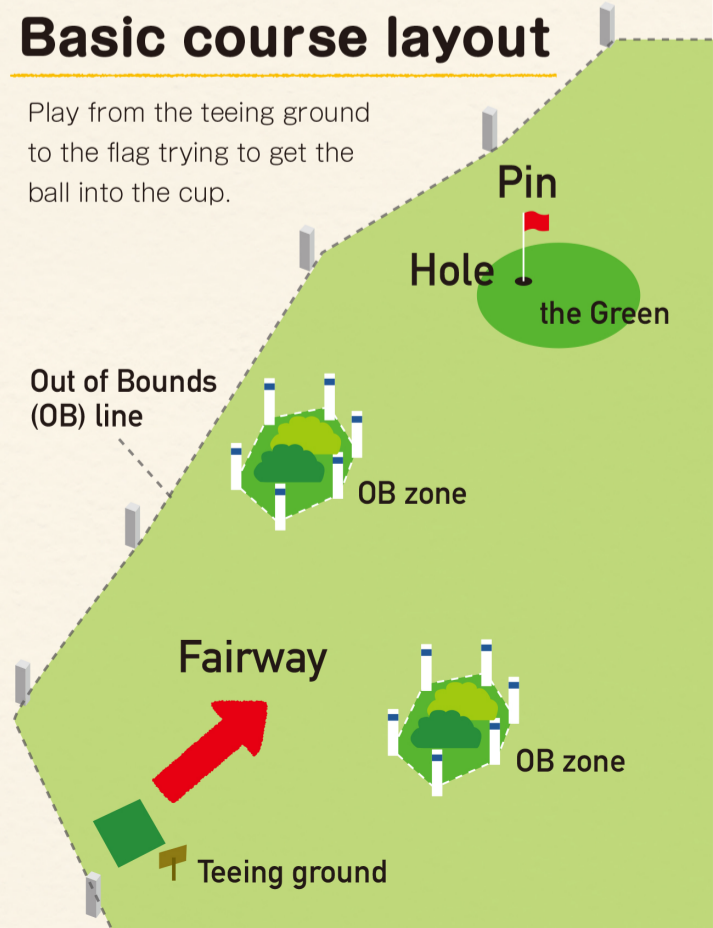 Basic course layout
Play from the teeing ground
to the flag trying to get the
ball into the cup.
Pin
Hole
the Green
Out of Bounds
(OB) line
OB zone
Fairway
OB zone
Teeing ground